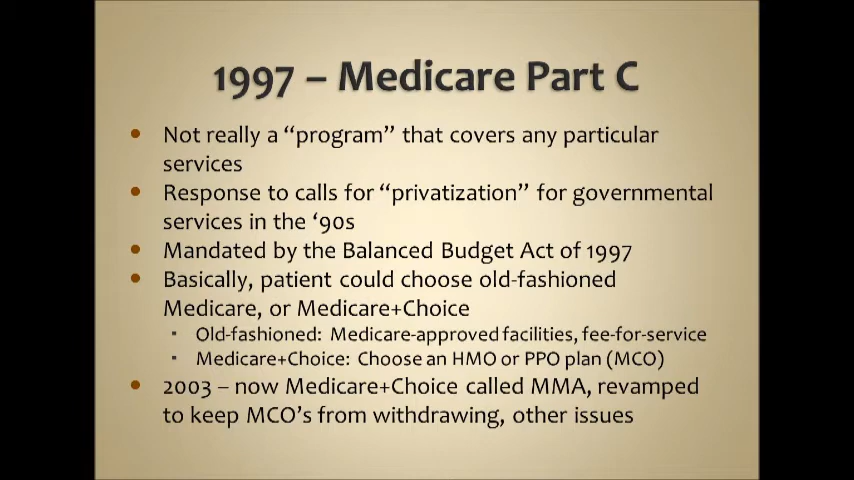 1997 – Medicare Part C
• Not really a “program” that covers any particular
services
• Response to calls for “privatization” for governmental
services in the ‘90s
• Mandated by the Balanced Budget Act of 1997
• Basically, patient could choose old-fashioned
Medicare, or Medicare+Choice
▪ Old-fashioned: Medicare-approved facilities, fee-for-service
▪ Medicare+Choice: Choose an HMO or PPO plan (MCO)
• 2003 – now Medicare+Choice called MMA, revamped
to keep MCO’s from withdrawing, other issues